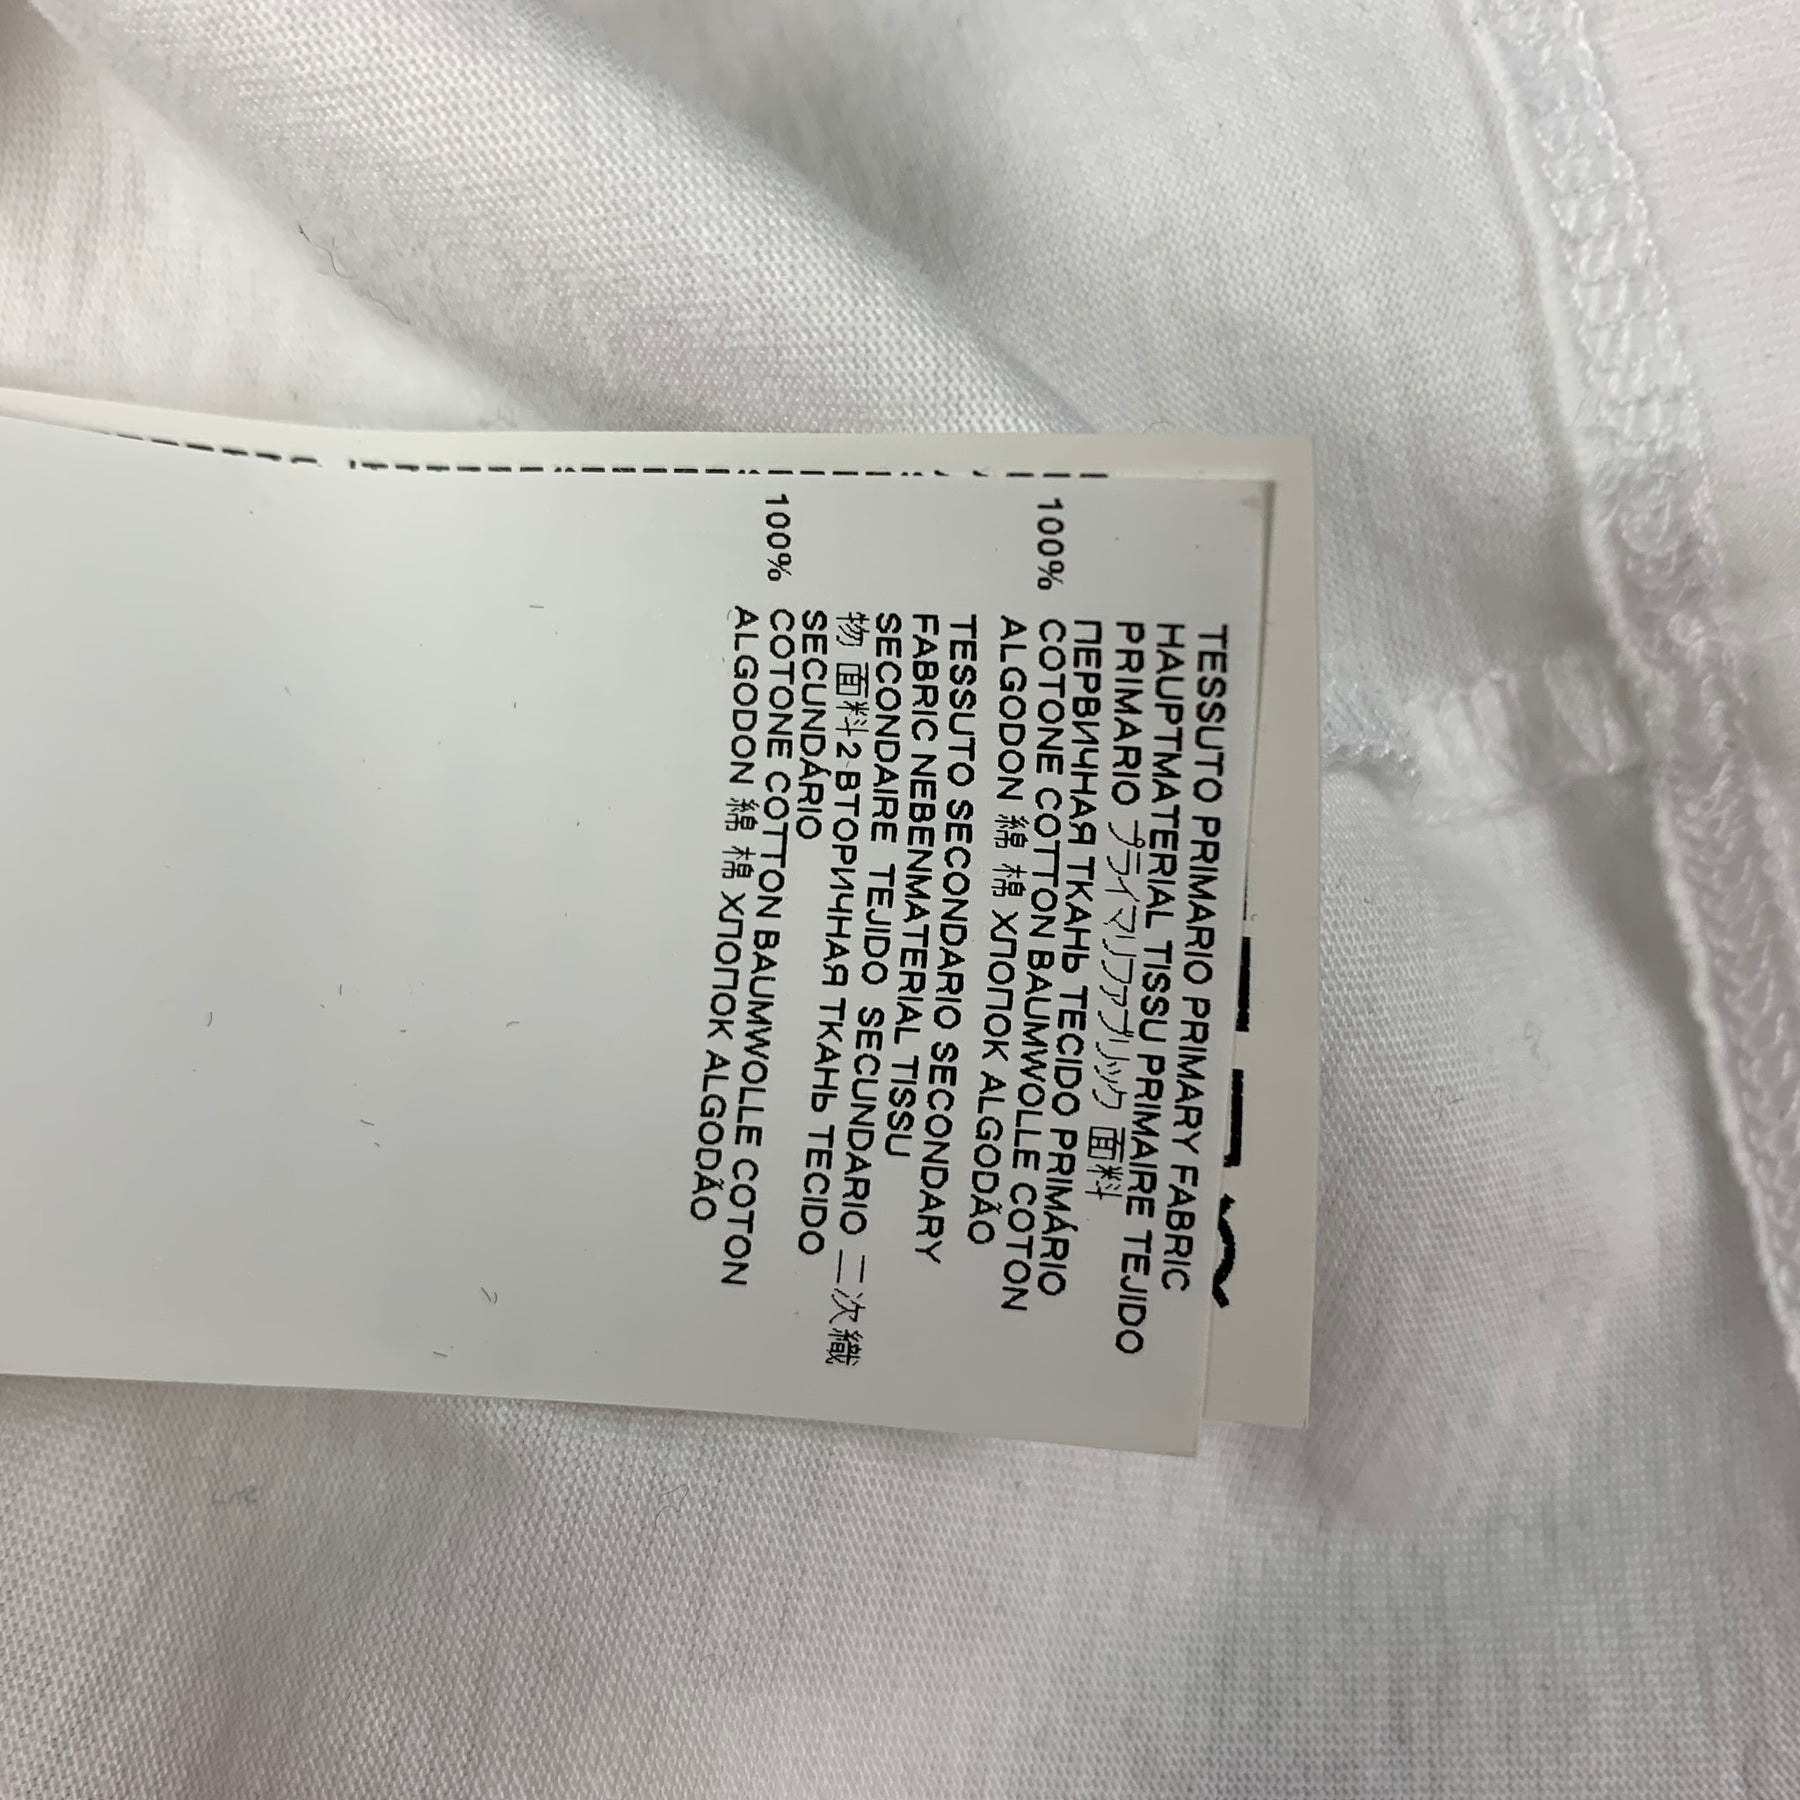 TESSUTO PRIMARIO PRIMARY FABRIC
HAUPTMATERIAL TISSU PRIMAIRE TEJIDO
PRIMARIO プライマリファブリック 面料
ПЕРВИЧНАЯ ТКАНЬ TECIDO PRIMÁRIO
100% COTONE COTTON BAUMWOLLE COTON
ALGODON 綿 棉 ХЛОПОК ALGODÃO
TESSUTO SECONDARIO SECONDARY
FABRIC NEBENMATERIAL TISSU
SECONDAIRE TEJIDO SECUNDARIO 二次織
物 面料2 ВТОРИЧНАЯ ТКАНЬ TECIDO
SECUNDÁRIO
100% COTONE COTTON BAUMWOLLE COTON
ALGODON 綿 棉 ХЛОПОК ALGODÃO